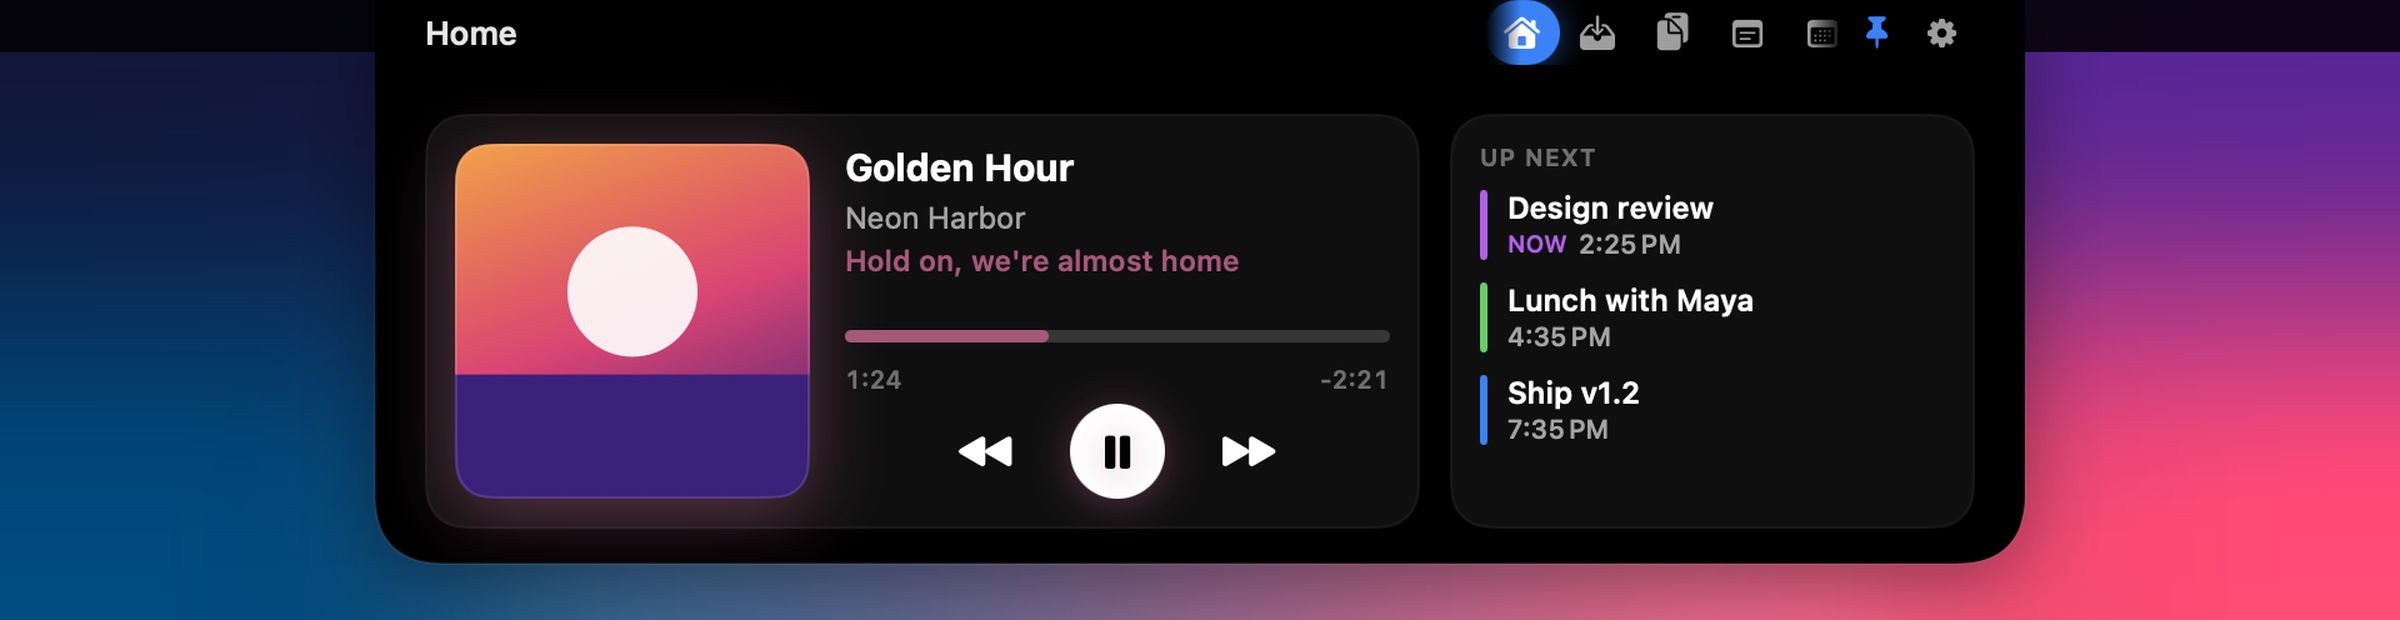 Home
Golden Hour
Neon Harbor
Hold on, we're almost home
1:24
-2:21
UP NEXT
Design review
NOW 2:25 PM
Lunch with Maya
4:35 PM
Ship v1.2
7:35 PM